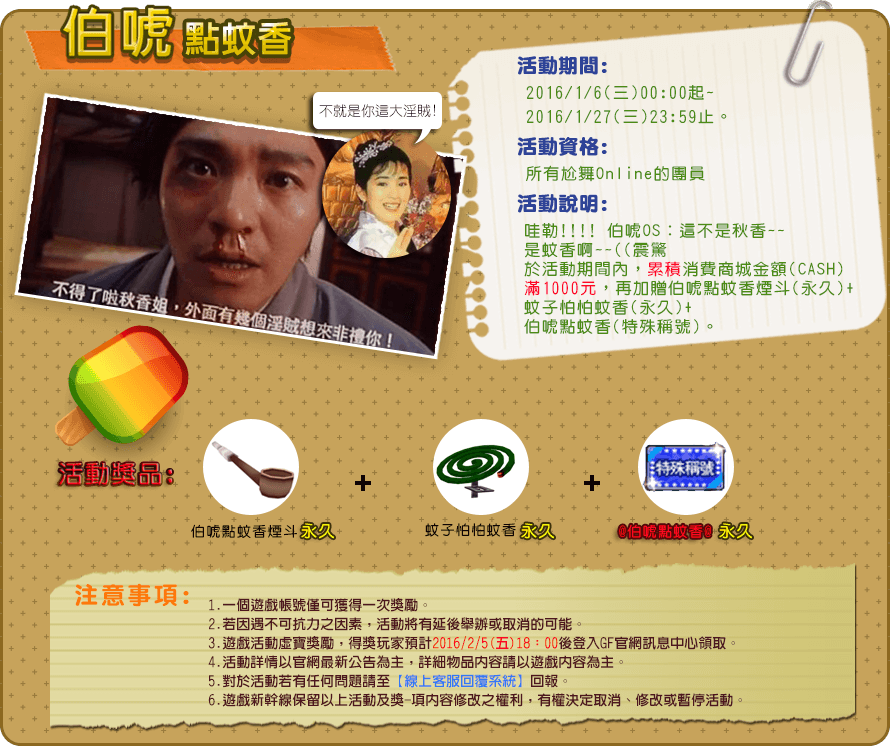 伯唬 點蚊香
不就是你這大淫賊!
不得了啦秋香姐，外面有幾個淫賊想來非禮你！
活動期間:
2016/1/6(三)00:00起~
2016/1/27(三)23:59止。
活動資格:
所有尬舞Online的團員
活動說明:
哇勒!!!! 伯唬OS：這不是秋香~~
是蚊香啊~~((震驚
於活動期間內，累積消費商城金額(CASH)
滿1000元，再加贈伯唬點蚊香煙斗(永久)+
蚊子怕怕蚊香(永久)+
伯唬點蚊香(特殊稱號)。
活動獎品:
特殊稱號
伯唬點蚊香煙斗 永久
+
蚊子怕怕蚊香 永久
+
@伯唬點蚊香@ 永久
注意事項:
1.一個遊戲帳號僅可獲得一次獎勵。
2.若因遇不可抗力之因素，活動將有延後舉辦或取消的可能。
3.遊戲活動虛寶獎勵，得獎玩家預計2016/2/5(五)18：00後登入GF官網訊息中心領取。
4.活動詳情以官網最新公告為主，詳細物品內容請以遊戲內容為主。
5.對於活動若有任何問題請至【線上客服回覆系統】回報。
6.遊戲新幹線保留以上活動及獎-項內容修改之權利，有權決定取消、修改或暫停活動。